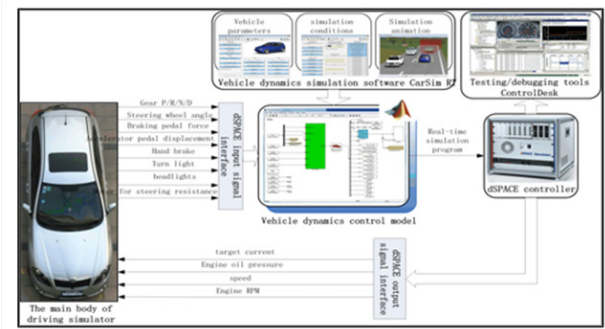 Vehicle
parameters
simulation
conditions
Simulation
animation
Vehicle dynamics simulation software CarSim RT
Testing/debugging tools
ControlDesk
Gear P/R/N/D
Steering wheel angle
Braking pedal force
Accelerator pedal displacement
Hand brake
Turn light
headlights
for steering resistance
dSPACE input signal
interface
Vehicle dynamics control model
Real-time
simulation
program
dSPACE controller
target current
Engine oil pressure
speed
Engine RPM
dSPACE output
signal interface
The main body of
driving simulator